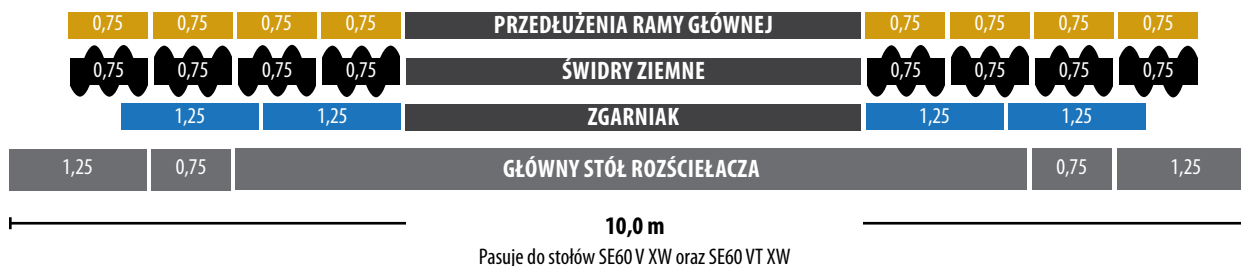 0,75 0,75 0,75 0,75 PRZEDŁUŻENIA RAMY GŁÓWNEJ 0,75 0,75 0,75 0,75
0,75 0,75 0,75 0,75 ŚWIDRY ZIEMNE 0,75 0,75 0,75 0,75
1,25 1,25 ZGARNIAK 1,25 1,25
1,25 0,75 GŁÓWNY STÓŁ ROZŚCIEŁACZA 0,75 1,25
10,0 m
Pasuje do stołów SE60 V XW oraz SE60 VT XW